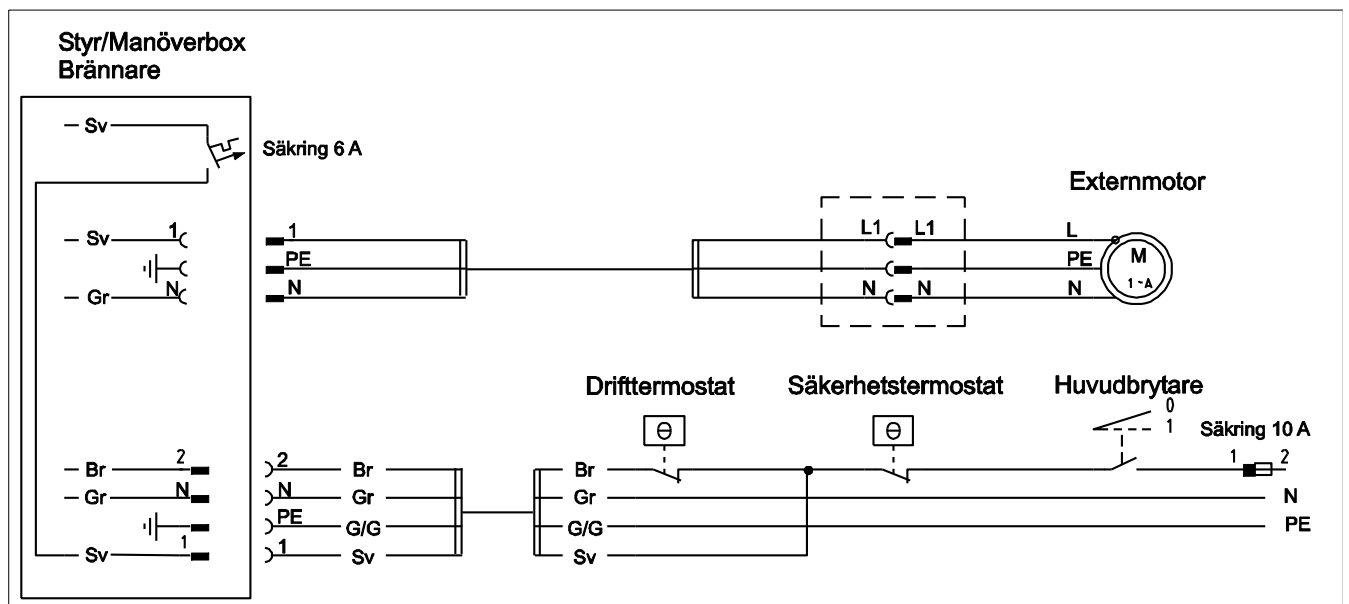 Styr/Manöverbox
Brännare
Sv
Säkring 6 A
Externmotor
Sv 1 1 L1 L1 L
PE PE M
Gr N N N N N 1~A
Drifttermostat Säkerhetstermostat Huvudbrytare
0
1
θ θ Säkring 10 A
Br 2 2 Br Br 1 2
Gr N N Gr Gr N
PE G/G G/G PE
Sv 1 1 Sv Sv